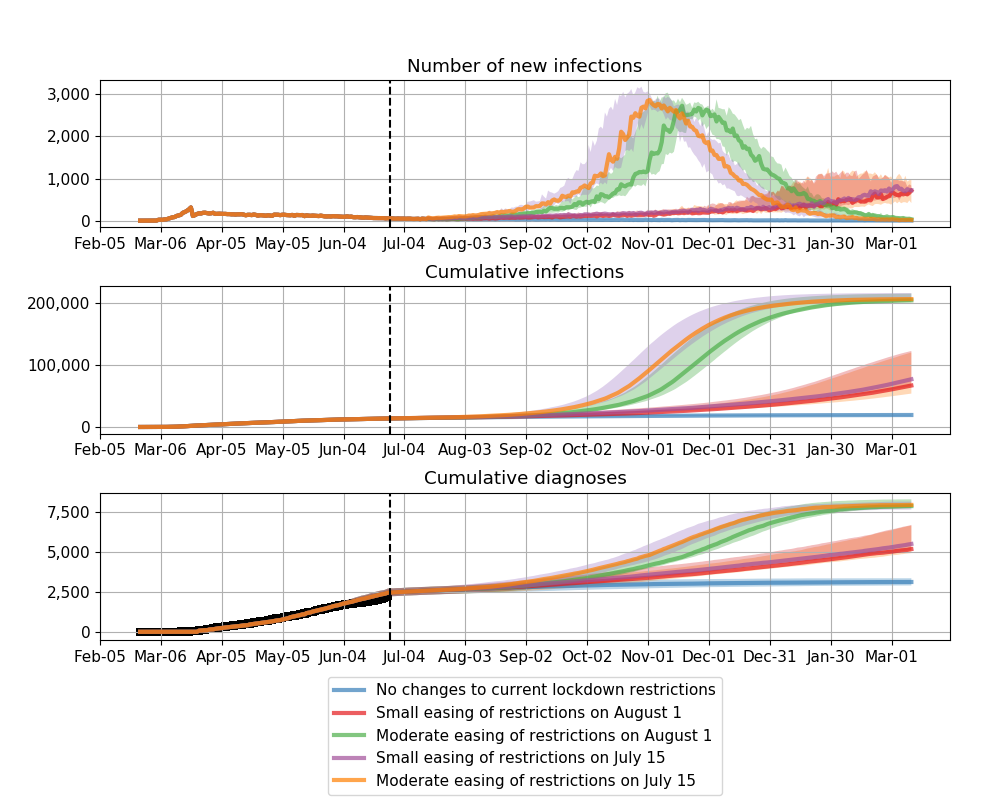 Number of new infections
3,000
2,000
1,000
0
Feb-05 Mar-06 Apr-05 May-05 Jun-04 Jul-04 Aug-03 Sep-02 Oct-02 Nov-01 Dec-01 Dec-31 Jan-30 Mar-01
Cumulative infections
200,000
100,000
0
Feb-05 Mar-06 Apr-05 May-05 Jun-04 Jul-04 Aug-03 Sep-02 Oct-02 Nov-01 Dec-01 Dec-31 Jan-30 Mar-01
Cumulative diagnoses
7,500
5,000
2,500
0
Feb-05 Mar-06 Apr-05 May-05 Jun-04 Jul-04 Aug-03 Sep-02 Oct-02 Nov-01 Dec-01 Dec-31 Jan-30 Mar-01
No changes to current lockdown restrictions
Small easing of restrictions on August 1
Moderate easing of restrictions on August 1
Small easing of restrictions on July 15
Moderate easing of restrictions on July 15